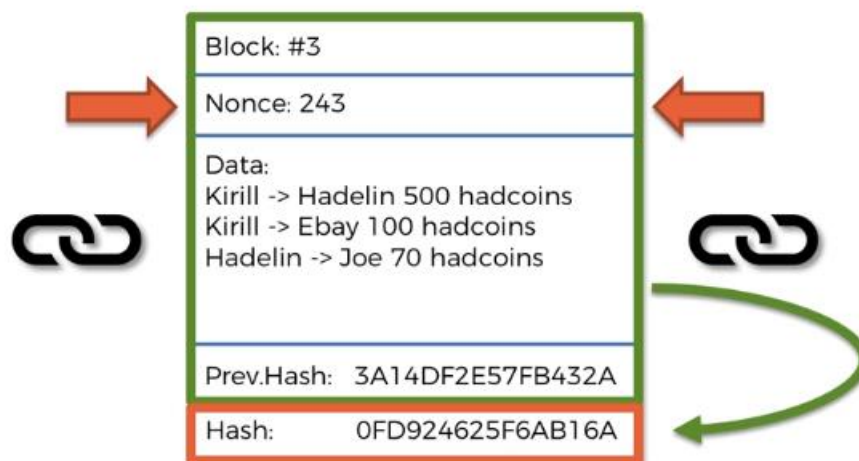 Block: #3
Nonce: 243
Data:
Kirill -> Hadelin 500 hadcoins
Kirill -> Ebay 100 hadcoins
Hadelin -> Joe 70 hadcoins
Prev.Hash: 3A14DF2E57FB432A
Hash: 0FD924625F6AB16A